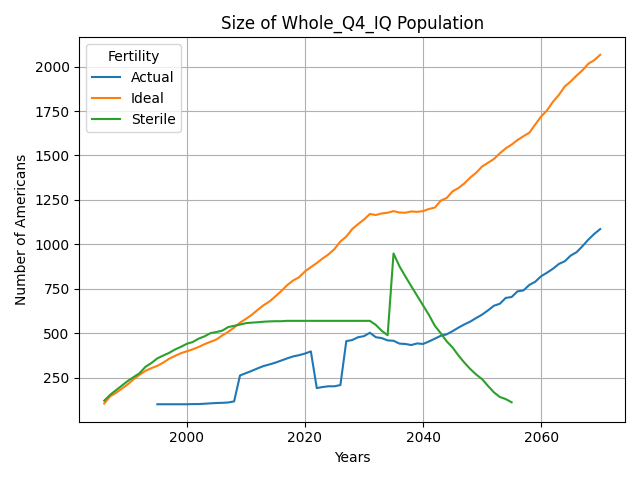 Size of Whole_Q4_IQ Population
Fertility
Actual
Ideal
Sterile
Number of Americans
2000
1750
1500
1250
1000
750
500
250
2000
2020
2040
2060
Years